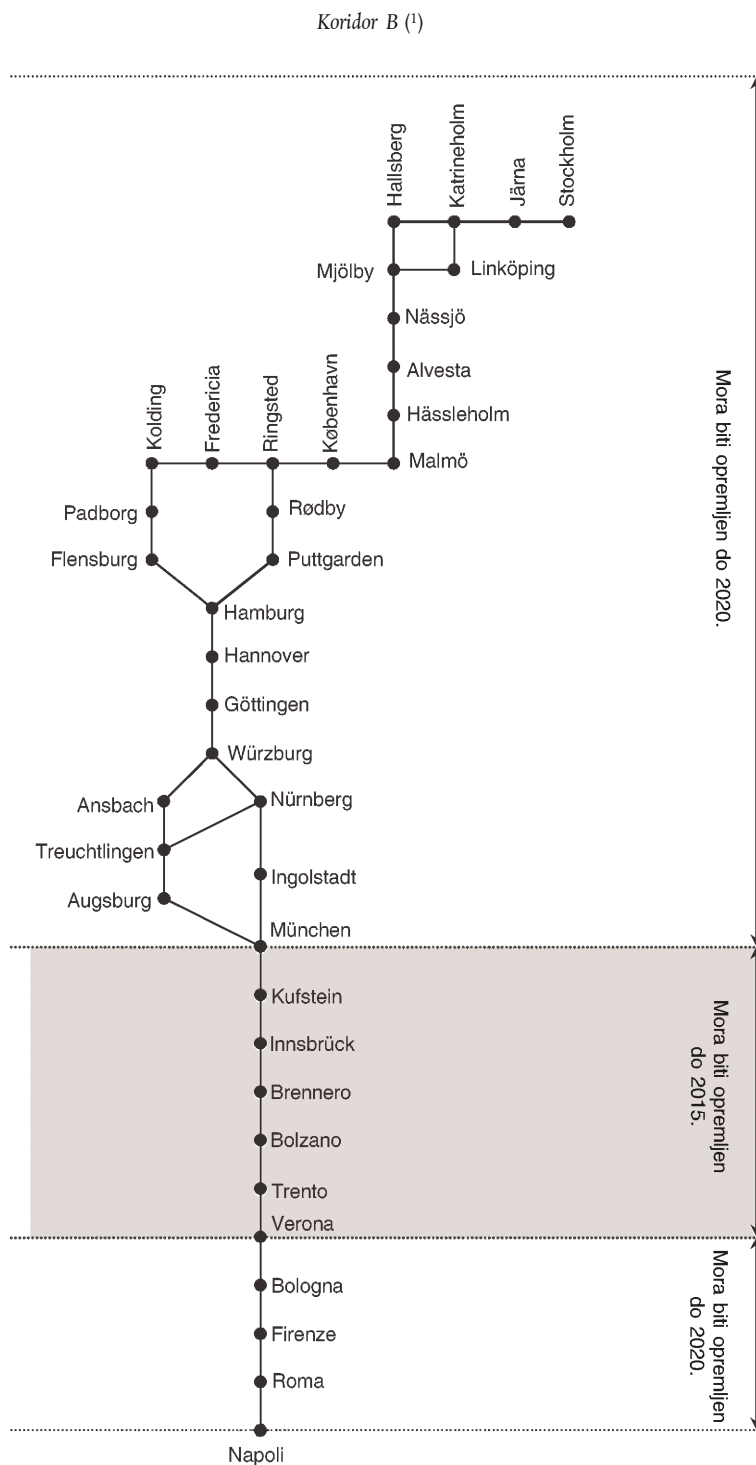 Koridor B (¹)
Hallsberg
Katrineholm
Järna
Stockholm
Mjölby
Linköping
Nässjö
Alvesta
Hässleholm
Malmö
Kolding
Fredericia
Ringsted
København
Padborg
Rødby
Flensburg
Puttgarden
Hamburg
Hannover
Göttingen
Würzburg
Ansbach
Nürnberg
Treuchtlingen
Ingolstadt
Augsburg
München
Mora biti opremljen do 2020.
Kufstein
Innsbrück
Brennero
Bolzano
Trento
Verona
Mora biti opremljen
do 2015.
Bologna
Firenze
Roma
Napoli
Mora biti opremljen
do 2020.